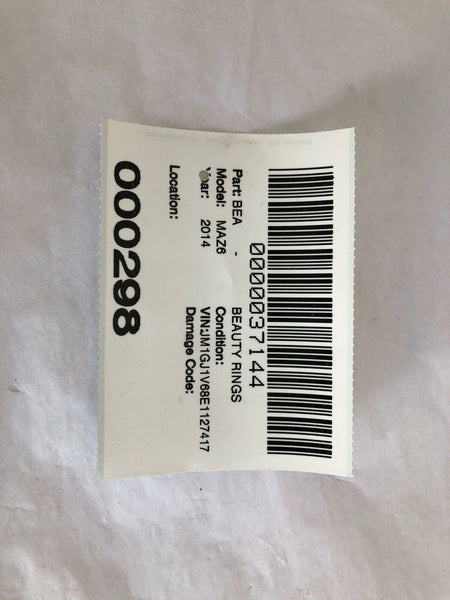 0000037144
Part: BEA - BEAUTY RINGS
Model: MAZ6 Condition:
Year: 2014 VIN:JM1GJ1V68E1127417
Damage Code:
Location:
000298